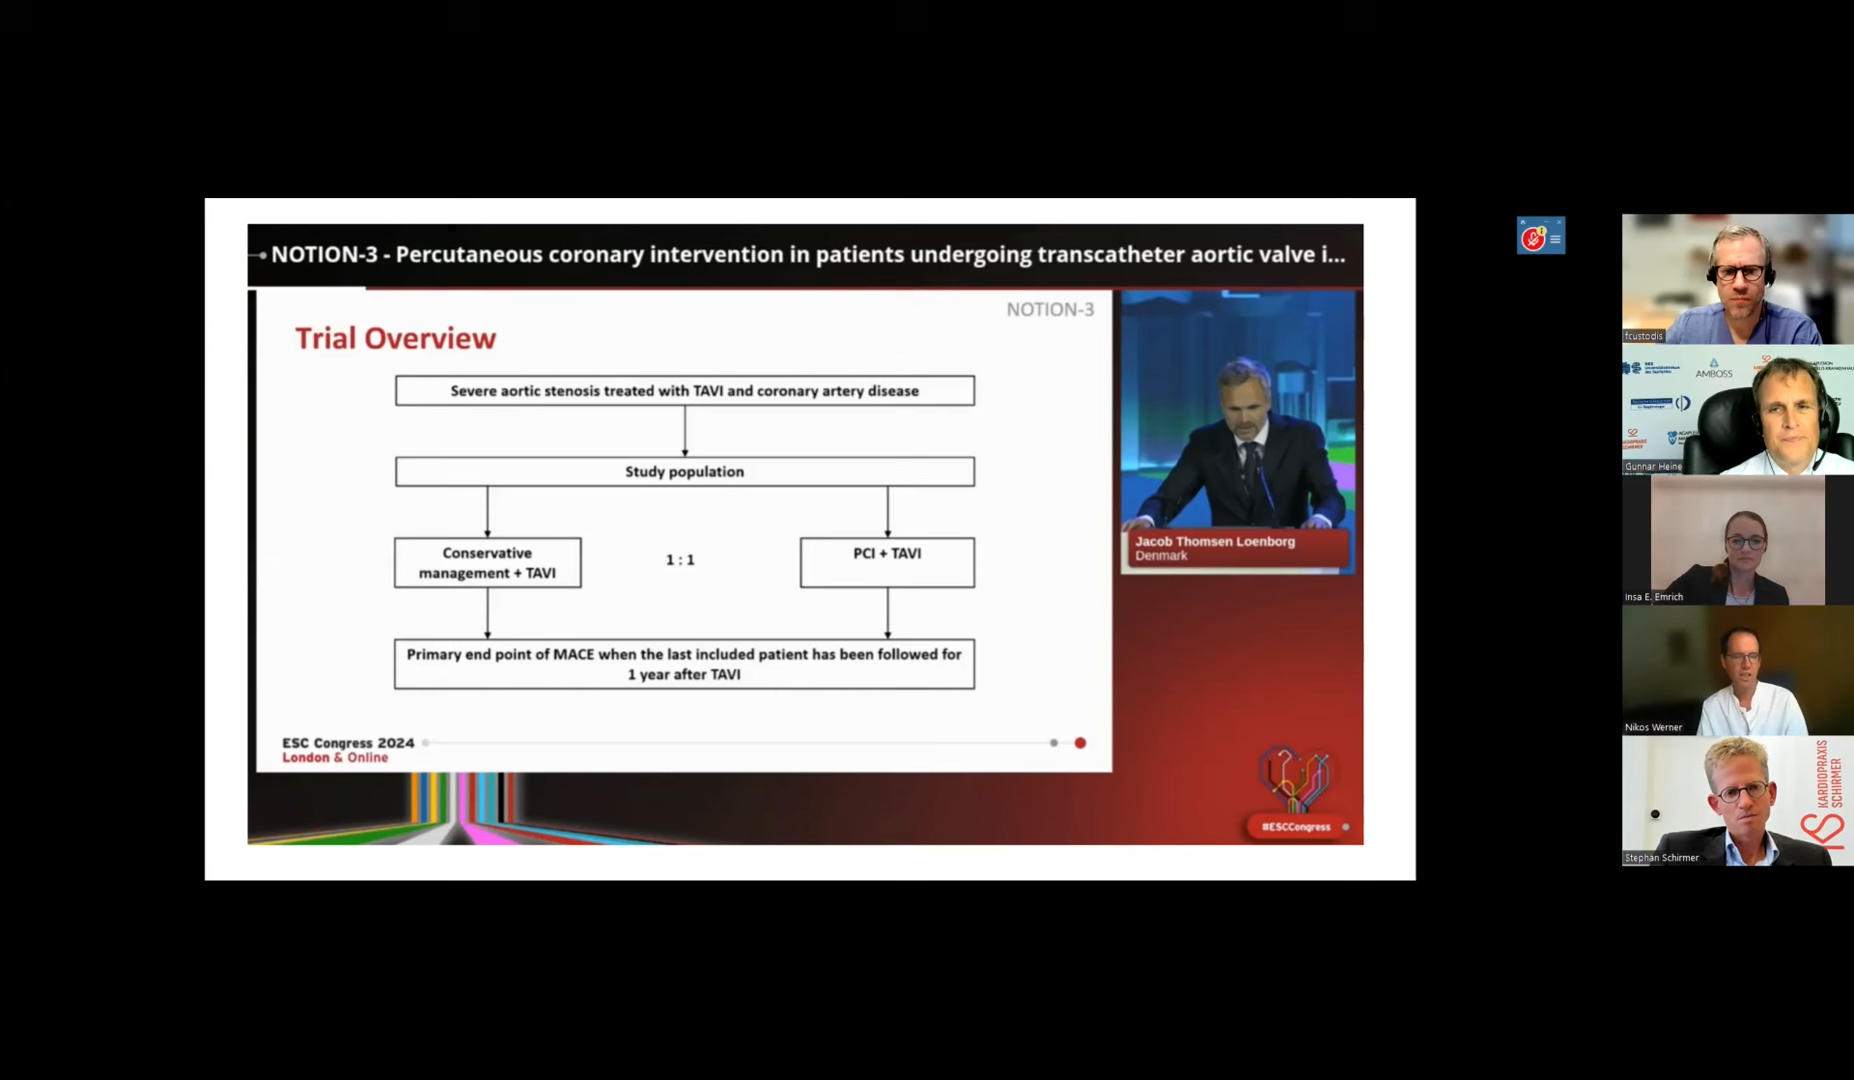 NOTION-3 - Percutaneous coronary intervention in patients undergoing transcatheter aortic valve i...
NOTION-3
Trial Overview
Severe aortic stenosis treated with TAVI and coronary artery disease
Study population
Conservative
management + TAVI
1 : 1
PCI + TAVI
Primary end point of MACE when the last included patient has been followed for
1 year after TAVI
ESC Congress 2024
London & Online
Jacob Thomsen Loenborg
Denmark
#ESCCongress
fcustodis
AMBOSS
Gunnar Heine
Insa E. Emrich
Nikos Werner
KARDIOPRAXIS
SCHIRMER
Stephan Schirmer